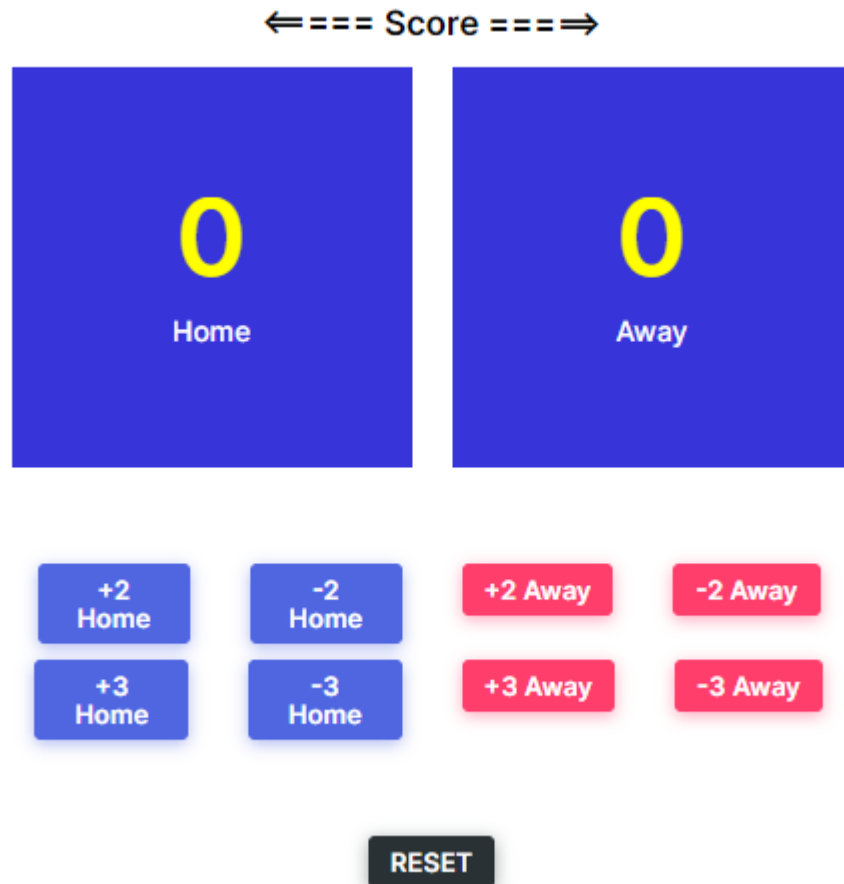 <==== Score ====>
0
Home
0
Away
+2
Home
-2
Home
+2 Away
-2 Away
+3
Home
-3
Home
+3 Away
-3 Away
RESET